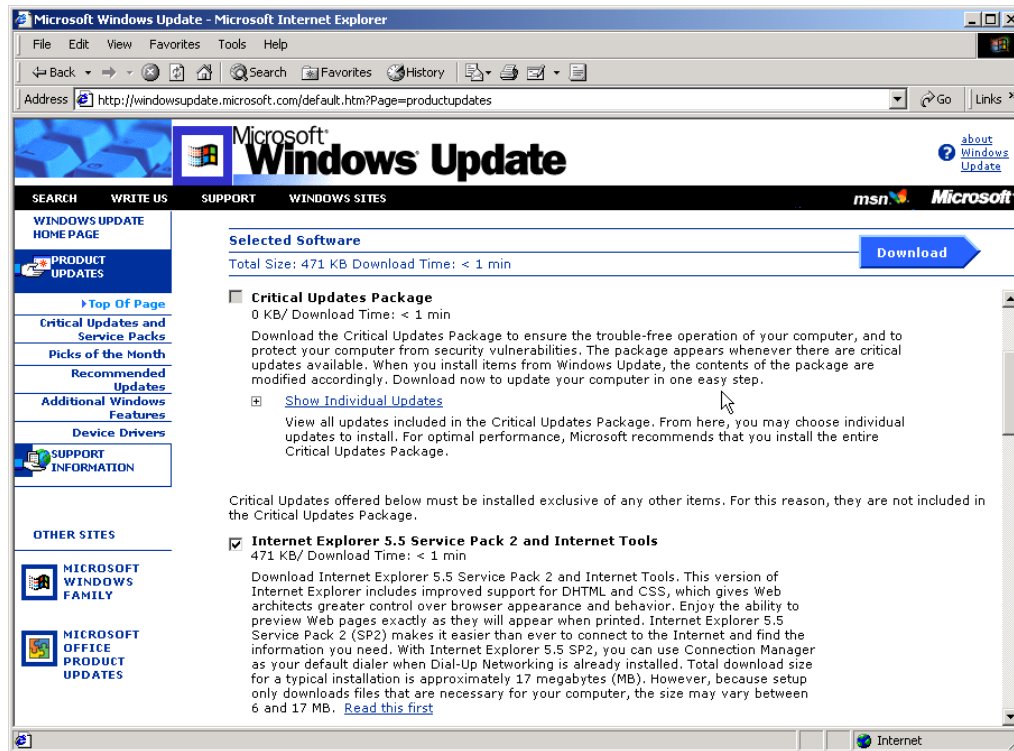 Microsoft Windows Update - Microsoft Internet Explorer
File Edit View Favorites Tools Help
Back Search Favorites History
Address http://windowsupdate.microsoft.com/default.htm?Page=productupdates Go Links »
Microsoft
Windows Update
about
Windows
Update
SEARCH WRITE US SUPPORT WINDOWS SITES msn Microsoft
WINDOWS UPDATE
HOME PAGE
PRODUCT
UPDATES
Top Of Page
Critical Updates and
Service Packs
Picks of the Month
Recommended
Updates
Additional Windows
Features
Device Drivers
SUPPORT
INFORMATION
OTHER SITES
MICROSOFT
WINDOWS
FAMILY
MICROSOFT
OFFICE
PRODUCT
UPDATES
Selected Software
Total Size: 471 KB Download Time: < 1 min
Download
Critical Updates Package
0 KB/ Download Time: < 1 min
Download the Critical Updates Package to ensure the trouble-free operation of your computer, and to
protect your computer from security vulnerabilities. The package appears whenever there are critical
updates available. When you install items from Windows Update, the contents of the package are
modified accordingly. Download now to update your computer in one easy step.
Show Individual Updates
View all updates included in the Critical Updates Package. From here, you may choose individual
updates to install. For optimal performance, Microsoft recommends that you install the entire
Critical Updates Package.
Critical Updates offered below must be installed exclusive of any other items. For this reason, they are not included in
the Critical Updates Package.
Internet Explorer 5.5 Service Pack 2 and Internet Tools
471 KB/ Download Time: < 1 min
Download Internet Explorer 5.5 Service Pack 2 and Internet Tools. This version of
Internet Explorer includes improved support for DHTML and CSS, which gives Web
architects greater control over browser appearance and behavior. Enjoy the ability to
preview Web pages exactly as they will appear when printed. Internet Explorer 5.5
Service Pack 2 (SP2) makes it easier than ever to connect to the Internet and find the
information you need. With Internet Explorer 5.5 SP2, you can use Connection Manager
as your default dialer when Dial-Up Networking is already installed. Total download size
for a typical installation is approximately 17 megabytes (MB). However, because setup
only downloads files that are necessary for your computer, the size may vary between
6 and 17 MB. Read this first
Internet